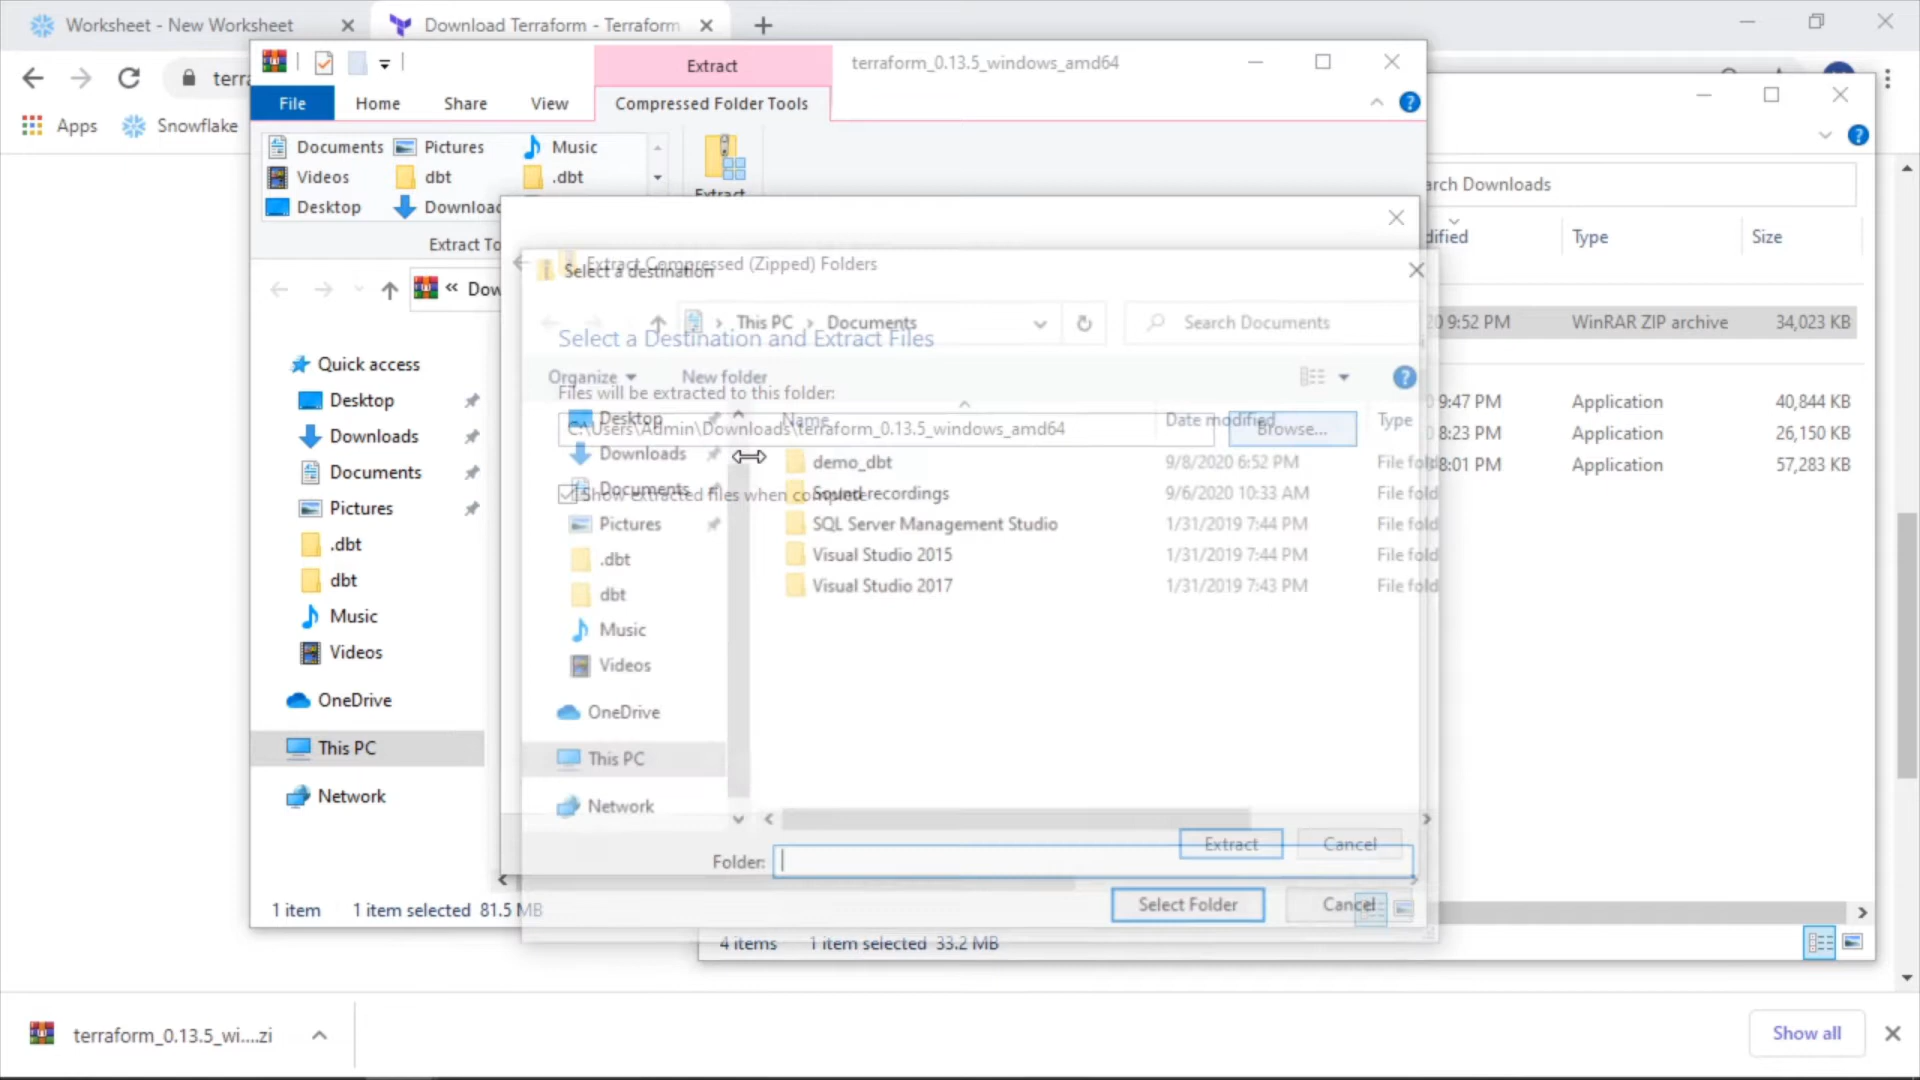 Worksheet - New Worksheet
Download Terraform - Terraform
terra
Apps
Snowflake
Extract
terraform_0.13.5_windows_amd64
File
Home
Share
View
Compressed Folder Tools
Documents
Pictures
Music
Videos
dbt
.dbt
Desktop
Downloa
Extract
Extract To
« Dow
Quick access
Desktop
Downloads
Documents
Pictures
.dbt
dbt
Music
Videos
OneDrive
This PC
Network
1 item
1 item selected 81.5 MB
Extract Compressed (Zipped) Folders
Select a Destination and Extract Files
Files will be extracted to this folder:
C:\Users\Admin\Downloads\terraform_0.13.5_windows_amd64
Browse...
Show extracted files when complete
Extract
Cancel
Select a destination
This PC > Documents
Search Documents
Organize
New folder
Name
Date modified
Type
Desktop
Downloads
Documents
Pictures
.dbt
dbt
Music
Videos
OneDrive
This PC
Network
demo_dbt 9/8/2020 6:52 PM File fold
Sound recordings 9/6/2020 10:33 AM File fold
SQL Server Management Studio 1/31/2019 7:44 PM File fold
Visual Studio 2015 1/31/2019 7:44 PM File fold
Visual Studio 2017 1/31/2019 7:43 PM File fold
Folder:
Select Folder
Cancel
rch Downloads
dified
Type
Size
0 9:52 PM WinRAR ZIP archive 34,023 KB
9:47 PM Application 40,844 KB
8:23 PM Application 26,150 KB
8:01 PM Application 57,283 KB
4 items
1 item selected 33.2 MB
terraform_0.13.5_wi....zi
Show all